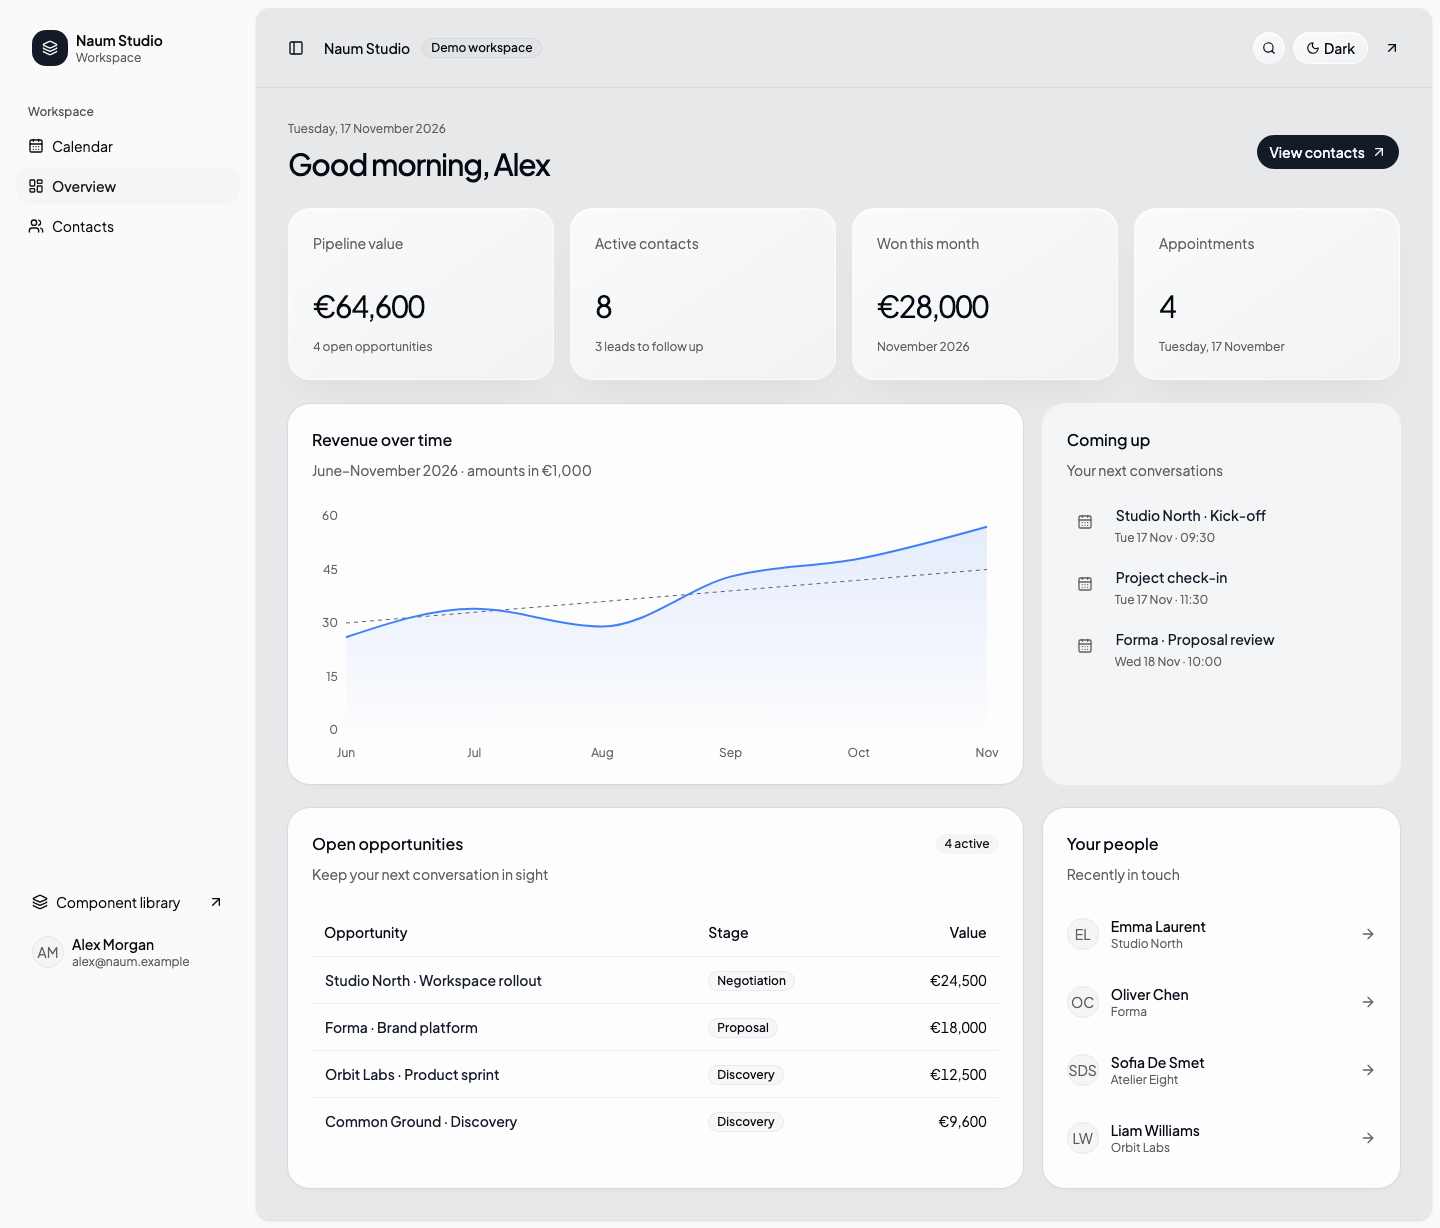 Naum Studio
Workspace
Workspace
Calendar
Overview
Contacts
Component library
AM
Alex Morgan
alex@naum.example
Naum Studio
Demo workspace
Dark
Tuesday, 17 November 2026
Good morning, Alex
View contacts
Pipeline value
€64,600
4 open opportunities
Active contacts
8
3 leads to follow up
Won this month
€28,000
November 2026
Appointments
4
Tuesday, 17 November
Revenue over time
June–November 2026 · amounts in €1,000
60
45
30
15
0
Jun Jul Aug Sep Oct Nov
Coming up
Your next conversations
Studio North · Kick-off
Tue 17 Nov · 09:30
Project check-in
Tue 17 Nov · 11:30
Forma · Proposal review
Wed 18 Nov · 10:00
Open opportunities
4 active
Keep your next conversation in sight
Opportunity Stage Value
Studio North · Workspace rollout Negotiation €24,500
Forma · Brand platform Proposal €18,000
Orbit Labs · Product sprint Discovery €12,500
Common Ground · Discovery Discovery €9,600
Your people
Recently in touch
EL
Emma Laurent
Studio North
OC
Oliver Chen
Forma
SDS
Sofia De Smet
Atelier Eight
LW
Liam Williams
Orbit Labs